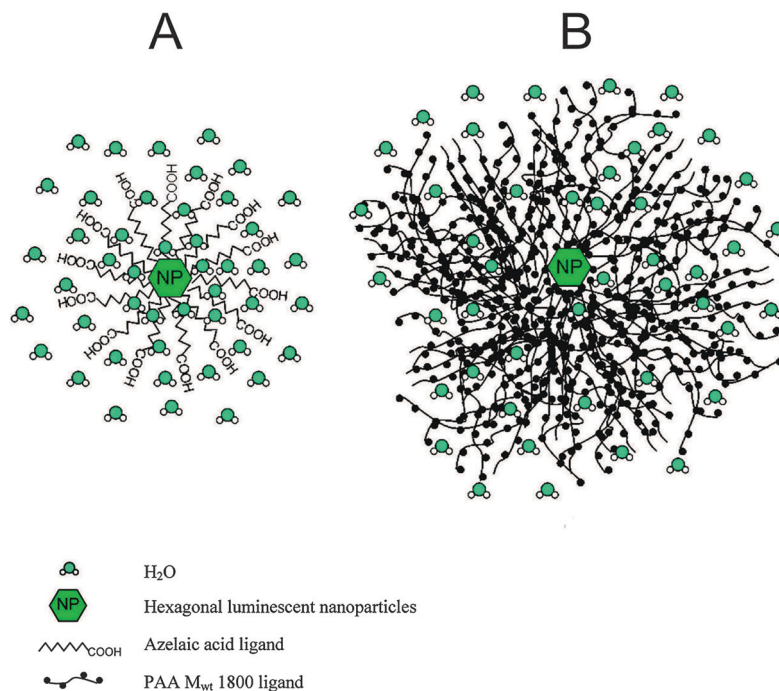 A
B
HOOC
HOOC
COOH
HOOC
COOH
HOOC
COOH
HOOC
NP
COOH
HOOC
COOH
HOOC
COOH
HOOC
COOH
NP
H₂O
NP Hexagonal luminescent nanoparticles
COOH Azelaic acid ligand
PAA Mwt 1800 ligand